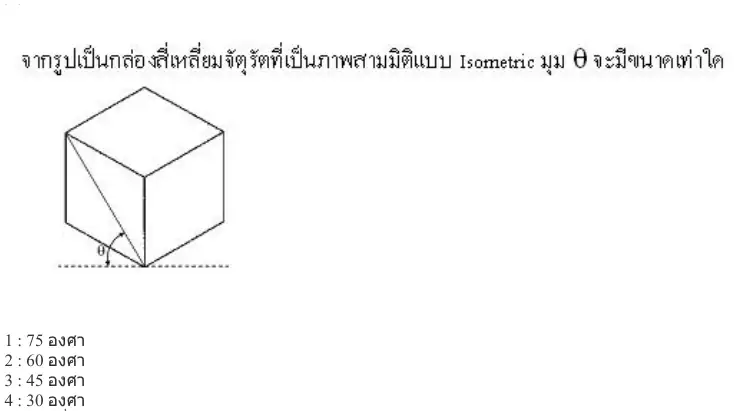 จากรูปเป็นกล่องสี่เหลี่ยมจัตุรัตที่เป็นภาพสามมิติแบบ Isometric มุม θ จะมีขนาดเท่าใด
θ
1 : 75 องศา
2 : 60 องศา
3 : 45 องศา
4 : 30 องศา